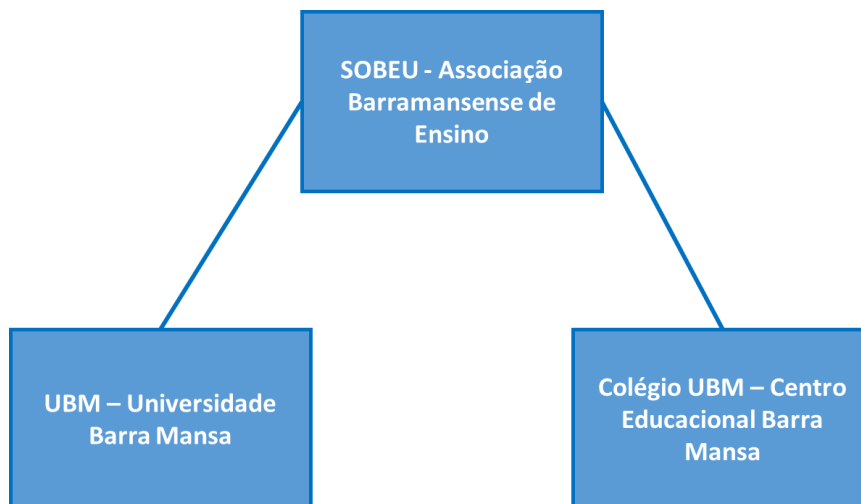 SOBEU - Associação
Barramansense de
Ensino
UBM – Universidade
Barra Mansa
Colégio UBM – Centro
Educacional Barra
Mansa